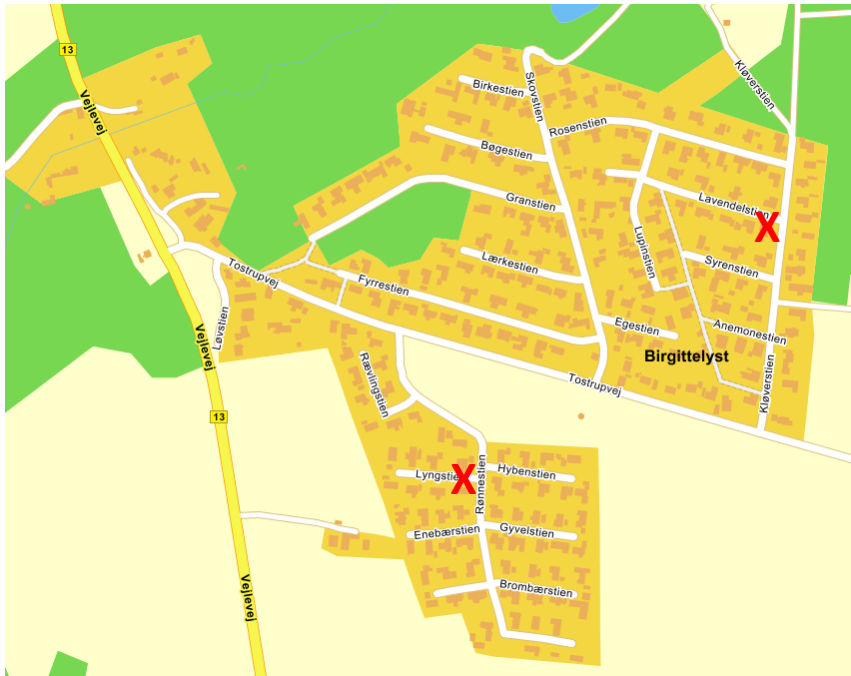 13
Vejlevej
Skovstien
Kløverstien
Birkestien
Rosenstien
Bøgestien
Granstien
Lavendelstien
X
Lupinstien
Lærkestien
Syrenstien
Tostrupvej
Fyrrestien
Løvstien
Vejlevej
Egestien
Anemonestien
Birgittelyst
Rævlingstien
Tostrupvej
Kløverstien
13
Lyngstien
X
Rønnestien
Hybenstien
Enebærstien
Gyvelstien
Vejlevej
Brombærstien